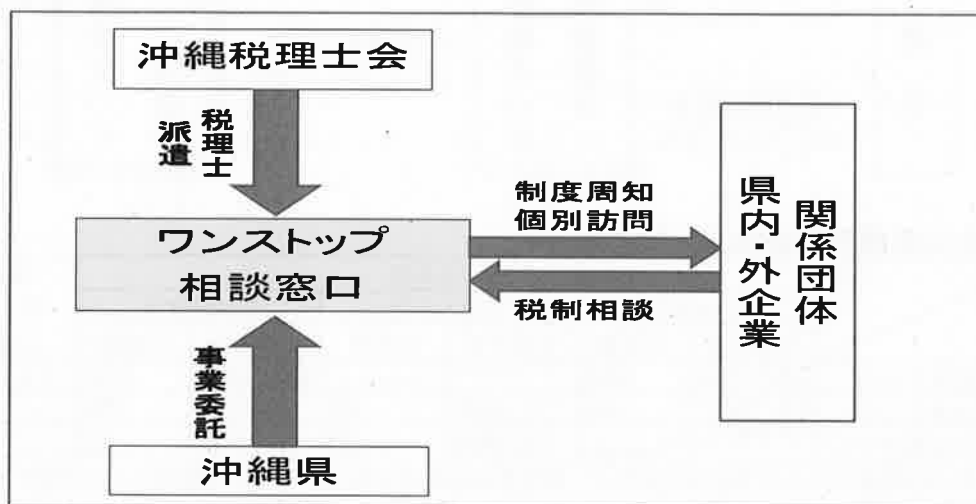 沖縄税理士会
税理士
派遣
ワンストップ
相談窓口
制度周知
個別訪問
税制相談
関係団体
県内・外企業
事業委託
沖縄県